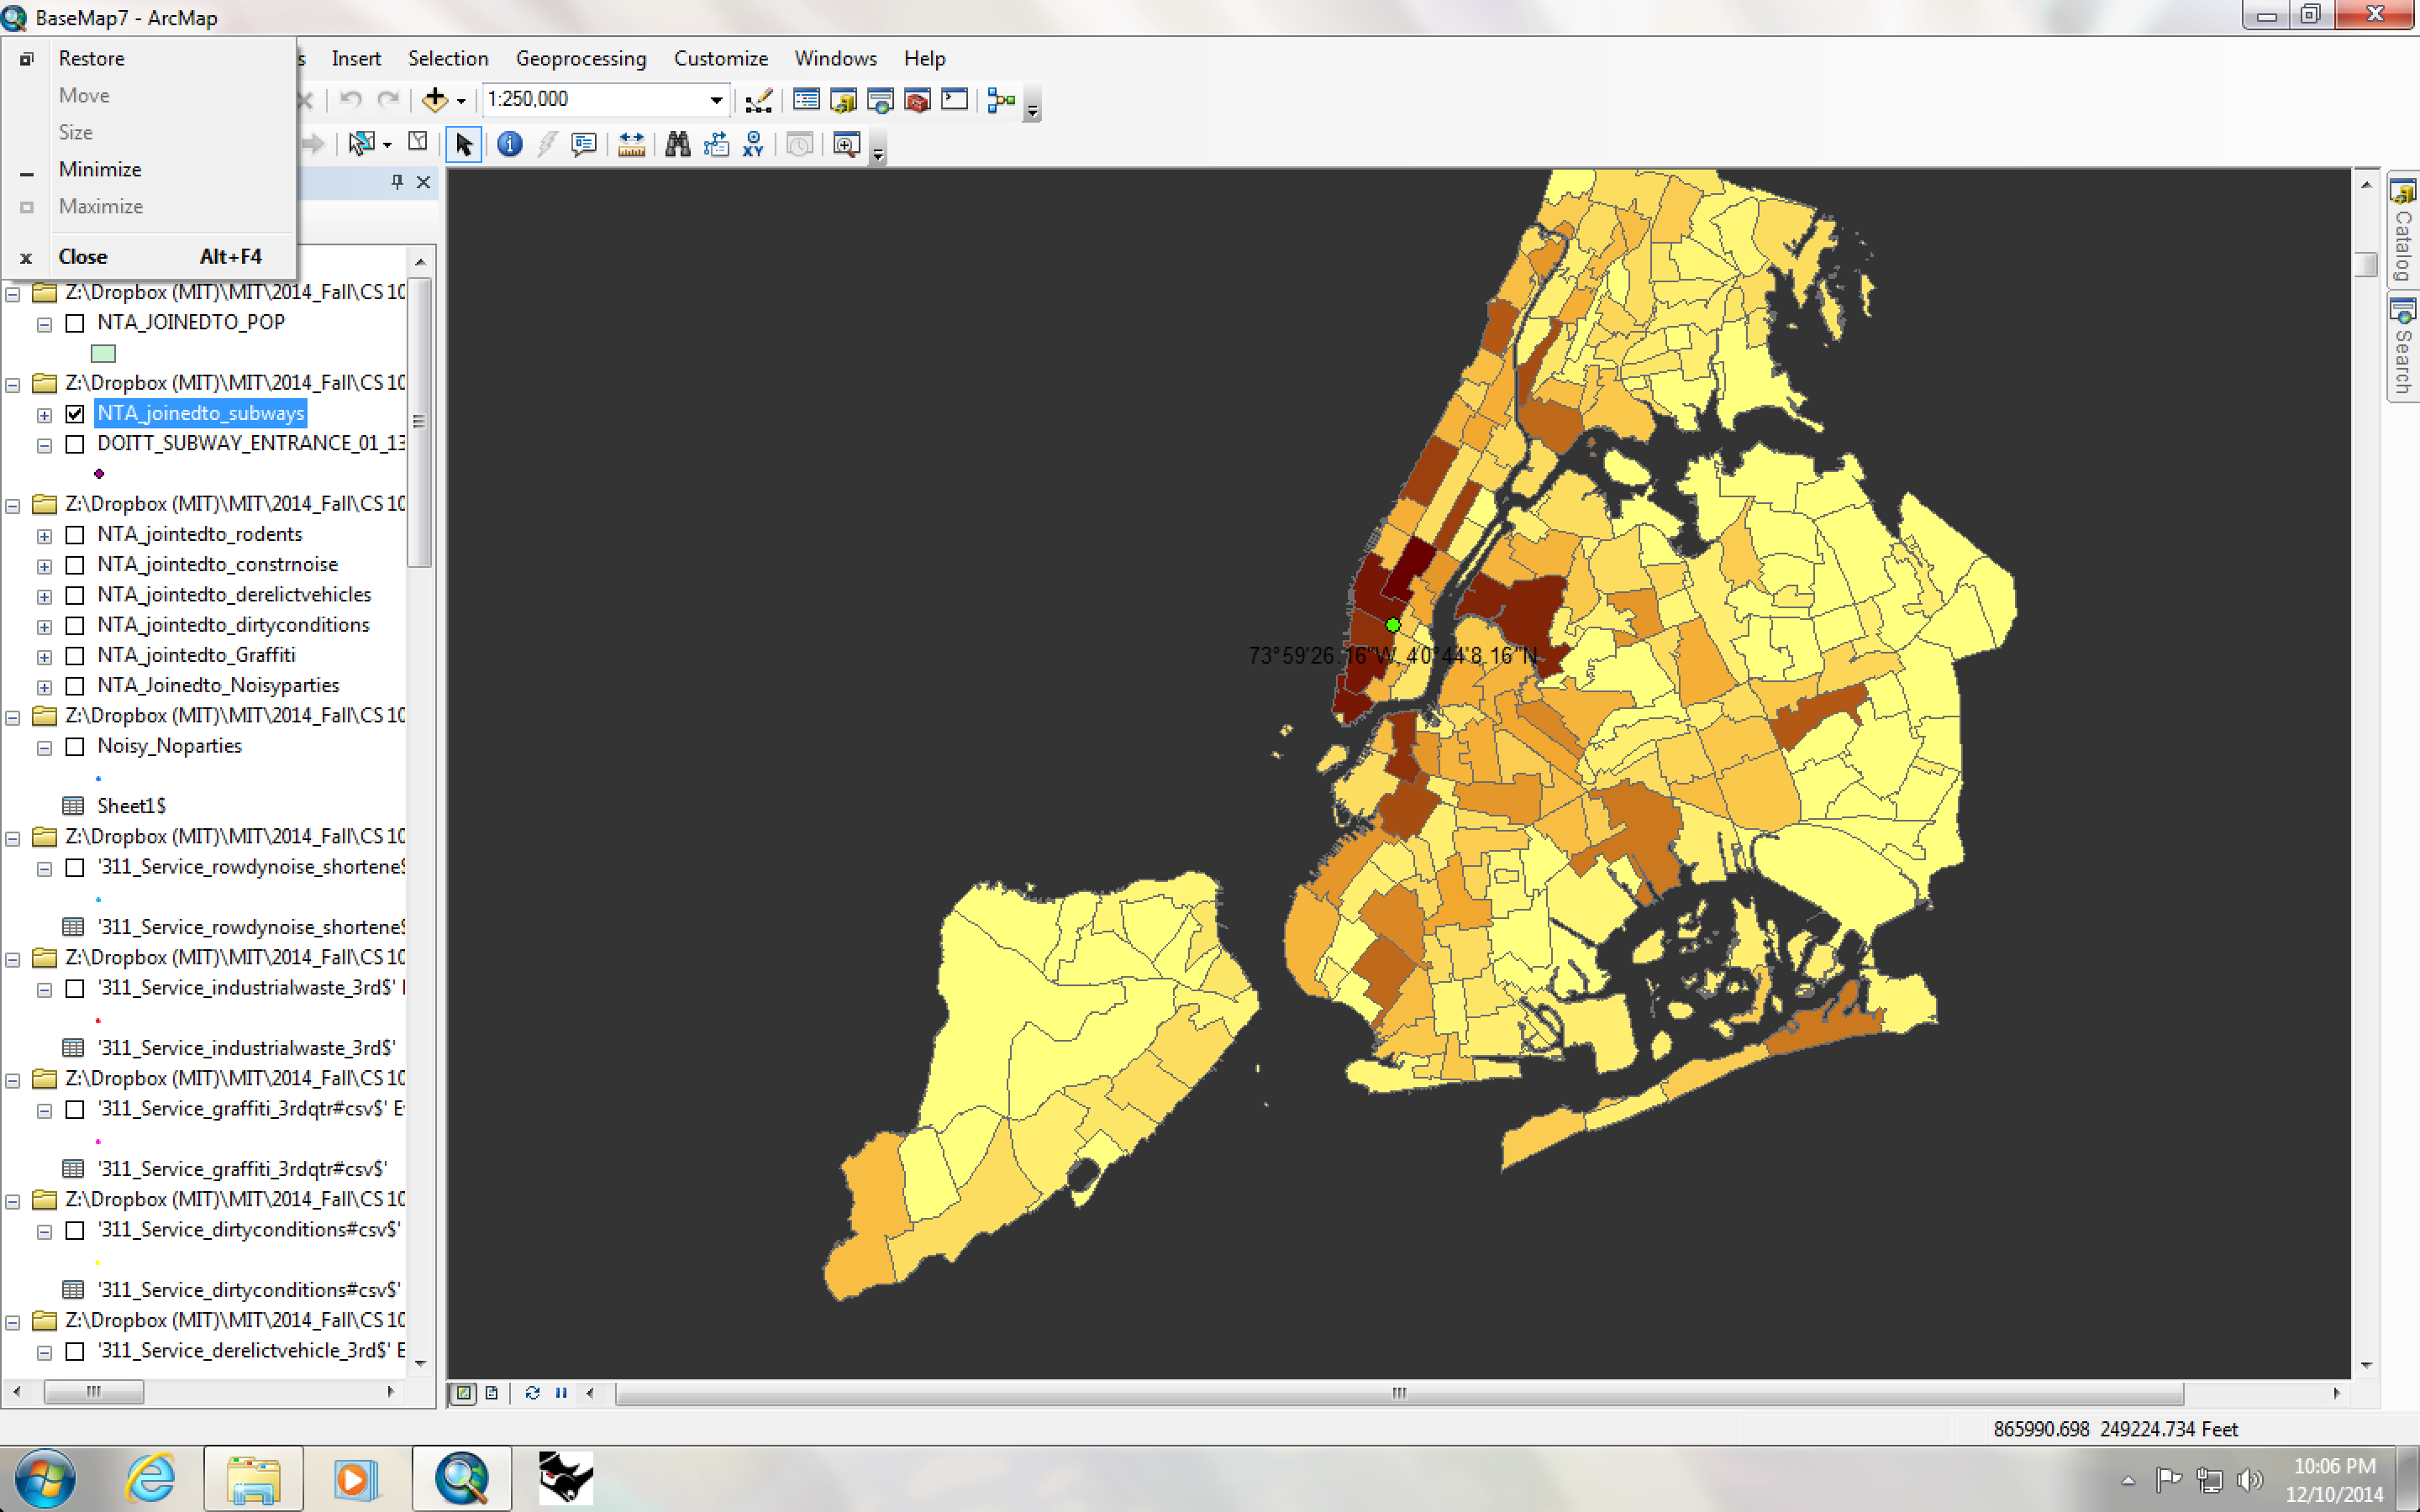 BaseMap7 - ArcMap
Restore
Move
Size
Minimize
Maximize
Close Alt+F4
s Insert Selection Geoprocessing Customize Windows Help
1:250,000
XY
Z:\Dropbox (MIT)\MIT\2014_Fall\CS 10
NTA_JOINEDTO_POP
Z:\Dropbox (MIT)\MIT\2014_Fall\CS 10
NTA_joinedto_subways
DOITT_SUBWAY_ENTRANCE_01_13
Z:\Dropbox (MIT)\MIT\2014_Fall\CS 10
NTA_jointedto_rodents
NTA_jointedto_constrnoise
NTA_jointedto_derelictvehicles
NTA_jointedto_dirtyconditions
NTA_jointedto_Graffiti
NTA_Joinedto_Noisyparties
Z:\Dropbox (MIT)\MIT\2014_Fall\CS 10
Noisy_Noparties
Sheet1$
Z:\Dropbox (MIT)\MIT\2014_Fall\CS 10
'311_Service_rowdynoise_shortene$
'311_Service_rowdynoise_shortene$
Z:\Dropbox (MIT)\MIT\2014_Fall\CS 10
'311_Service_industrialwaste_3rd$'
'311_Service_industrialwaste_3rd$'
Z:\Dropbox (MIT)\MIT\2014_Fall\CS 10
'311_Service_graffiti_3rdqtr#csv$' E
'311_Service_graffiti_3rdqtr#csv$'
Z:\Dropbox (MIT)\MIT\2014_Fall\CS 10
'311_Service_dirtyconditions#csv$'
'311_Service_dirtyconditions#csv$'
Z:\Dropbox (MIT)\MIT\2014_Fall\CS 10
'311_Service_derelictvehicle_3rd$' E
73°59'26.16"W 40°44'8.16"N
Catalog
Search
865990.698 249224.734 Feet
10:06 PM
12/10/2014